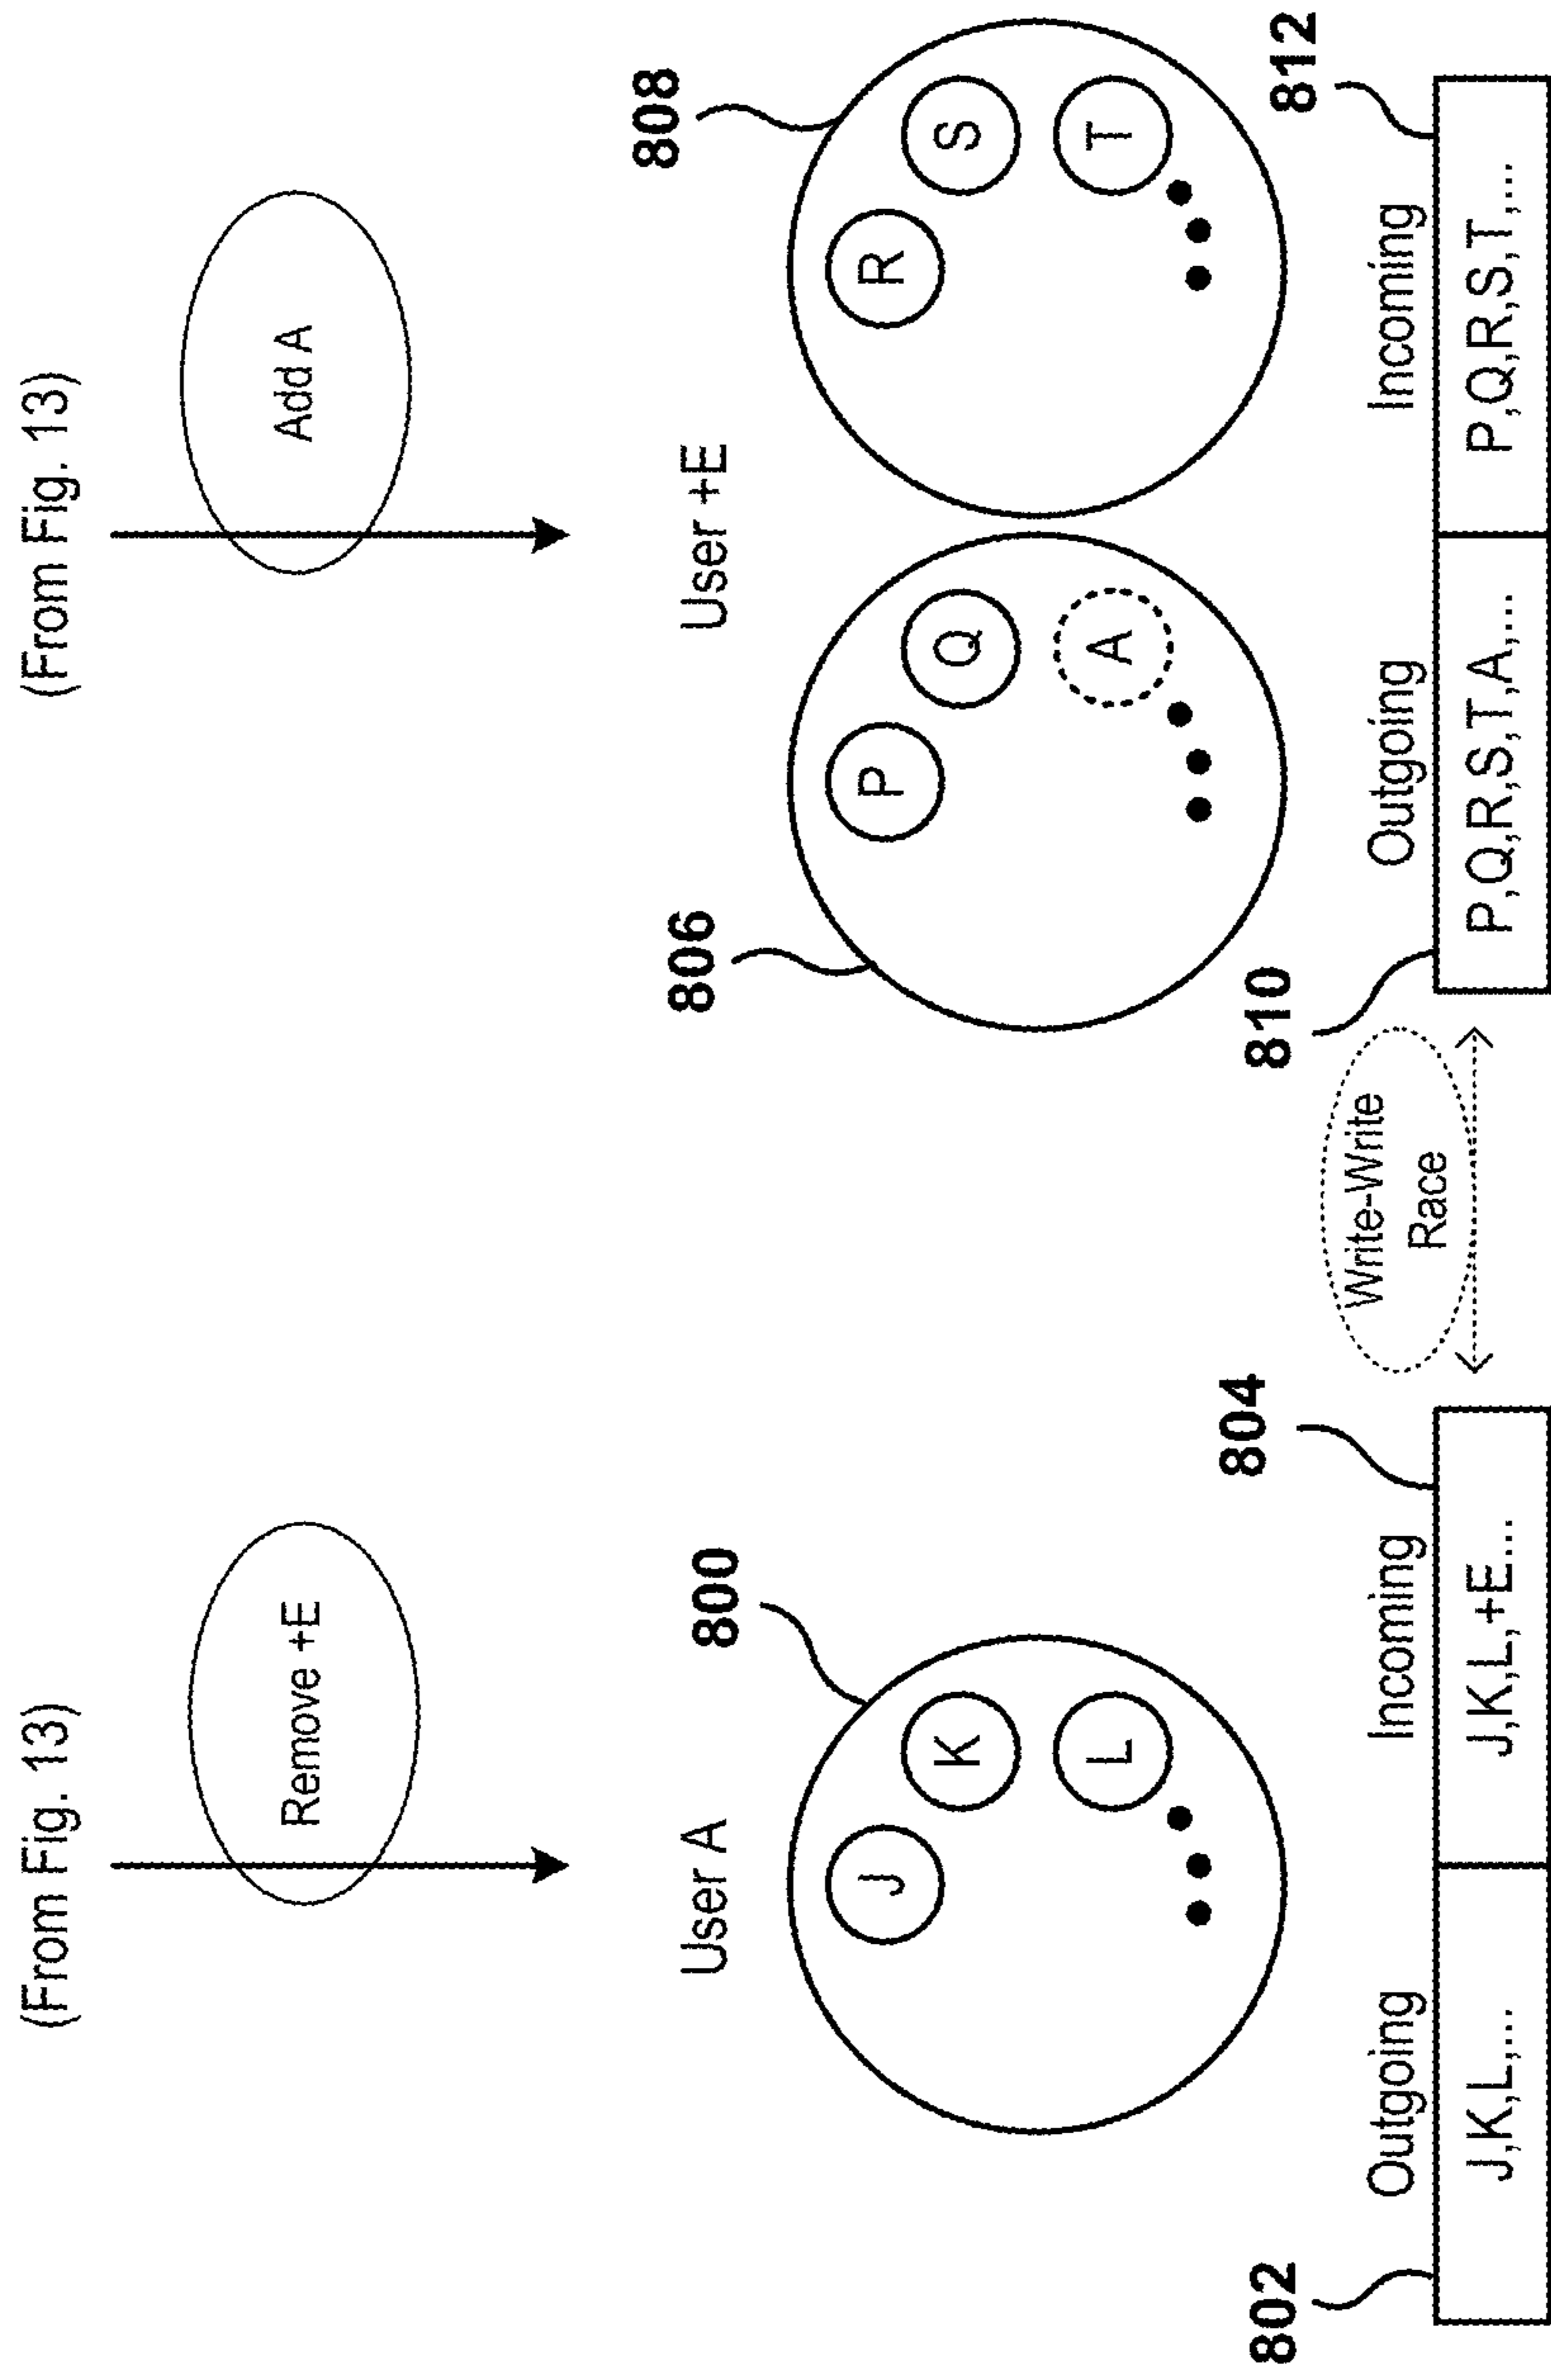 (From Fig. 13)
(From Fig. 13)
Remove +E
Add A
User A
User +E
800
806
808
J
K
L
P
Q
A
R
S
T
802
Outgoing
Incoming
804
Write-Write
Race
810
Outgoing
Incoming
812
J,K,L,...
J,K,L,+E...
P,Q,R,S,T,A,...
P,Q,R,S,T,...